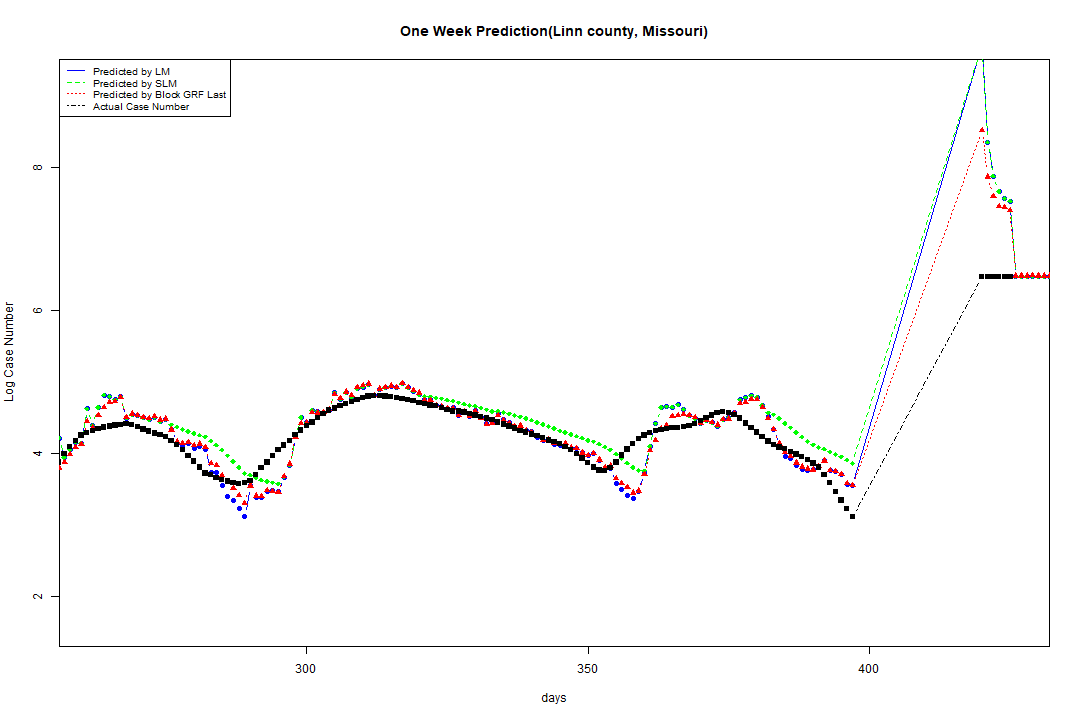 One Week Prediction(Linn county, Missouri)
Predicted by LM
Predicted by SLM
Predicted by Block GRF Last
Actual Case Number
Log Case Number
8
6
4
2
300
350
400
days